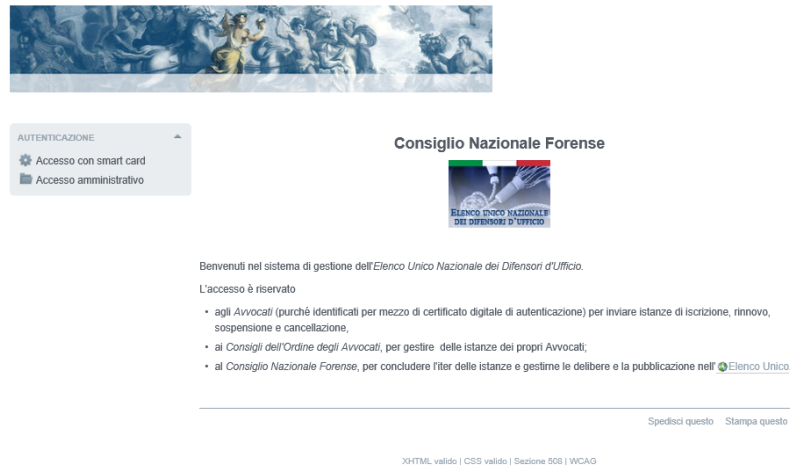 AUTENTICAZIONE
Accesso con smart card
Accesso amministrativo
Consiglio Nazionale Forense
ELENCO UNICO NAZIONALE
DEI DIFENSORI D'UFFICIO
Benvenuti nel sistema di gestione dell'Elenco Unico Nazionale dei Difensori d'Ufficio.
L'accesso è riservato
• agli Avvocati (purché identificati per mezzo di certificato digitale di autenticazione) per inviare istanze di iscrizione, rinnovo,
sospensione e cancellazione,
• ai Consigli dell'Ordine degli Avvocati, per gestire delle istanze dei propri Avvocati;
• al Consiglio Nazionale Forense, per concludere l'iter delle istanze e gestirne le delibere e la pubblicazione nell' Elenco Unico
Spedisci questo Stampa questo
XHTML valido | CSS valido | Sezione 508 | WCAG